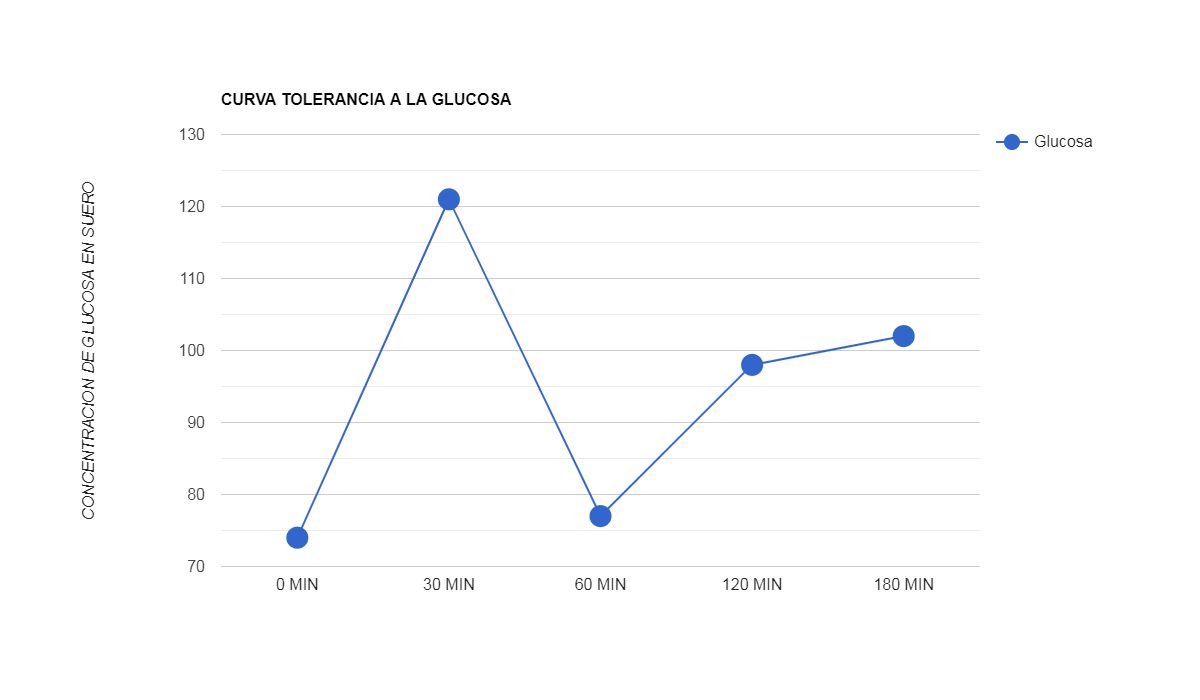 CURVA TOLERANCIA A LA GLUCOSA
Glucosa
CONCENTRACION DE GLUCOSA EN SUERO
130
120
110
100
90
80
70
0 MIN
30 MIN
60 MIN
120 MIN
180 MIN